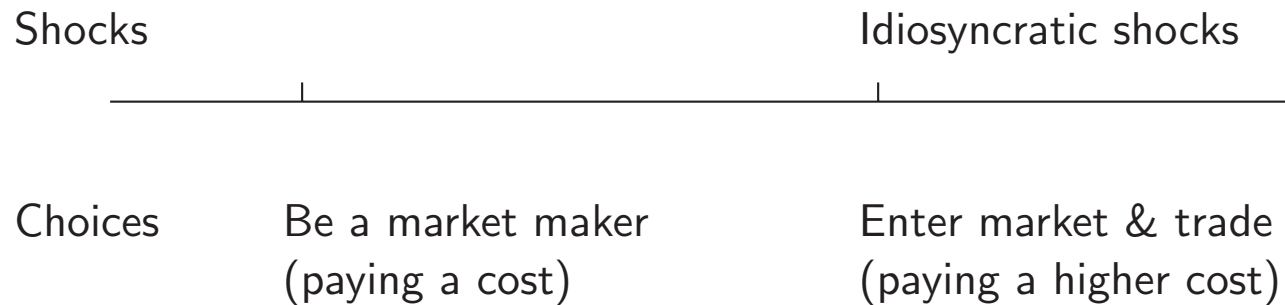 Shocks
Idiosyncratic shocks
Choices
Be a market maker
(paying a cost)
Enter market & trade
(paying a higher cost)